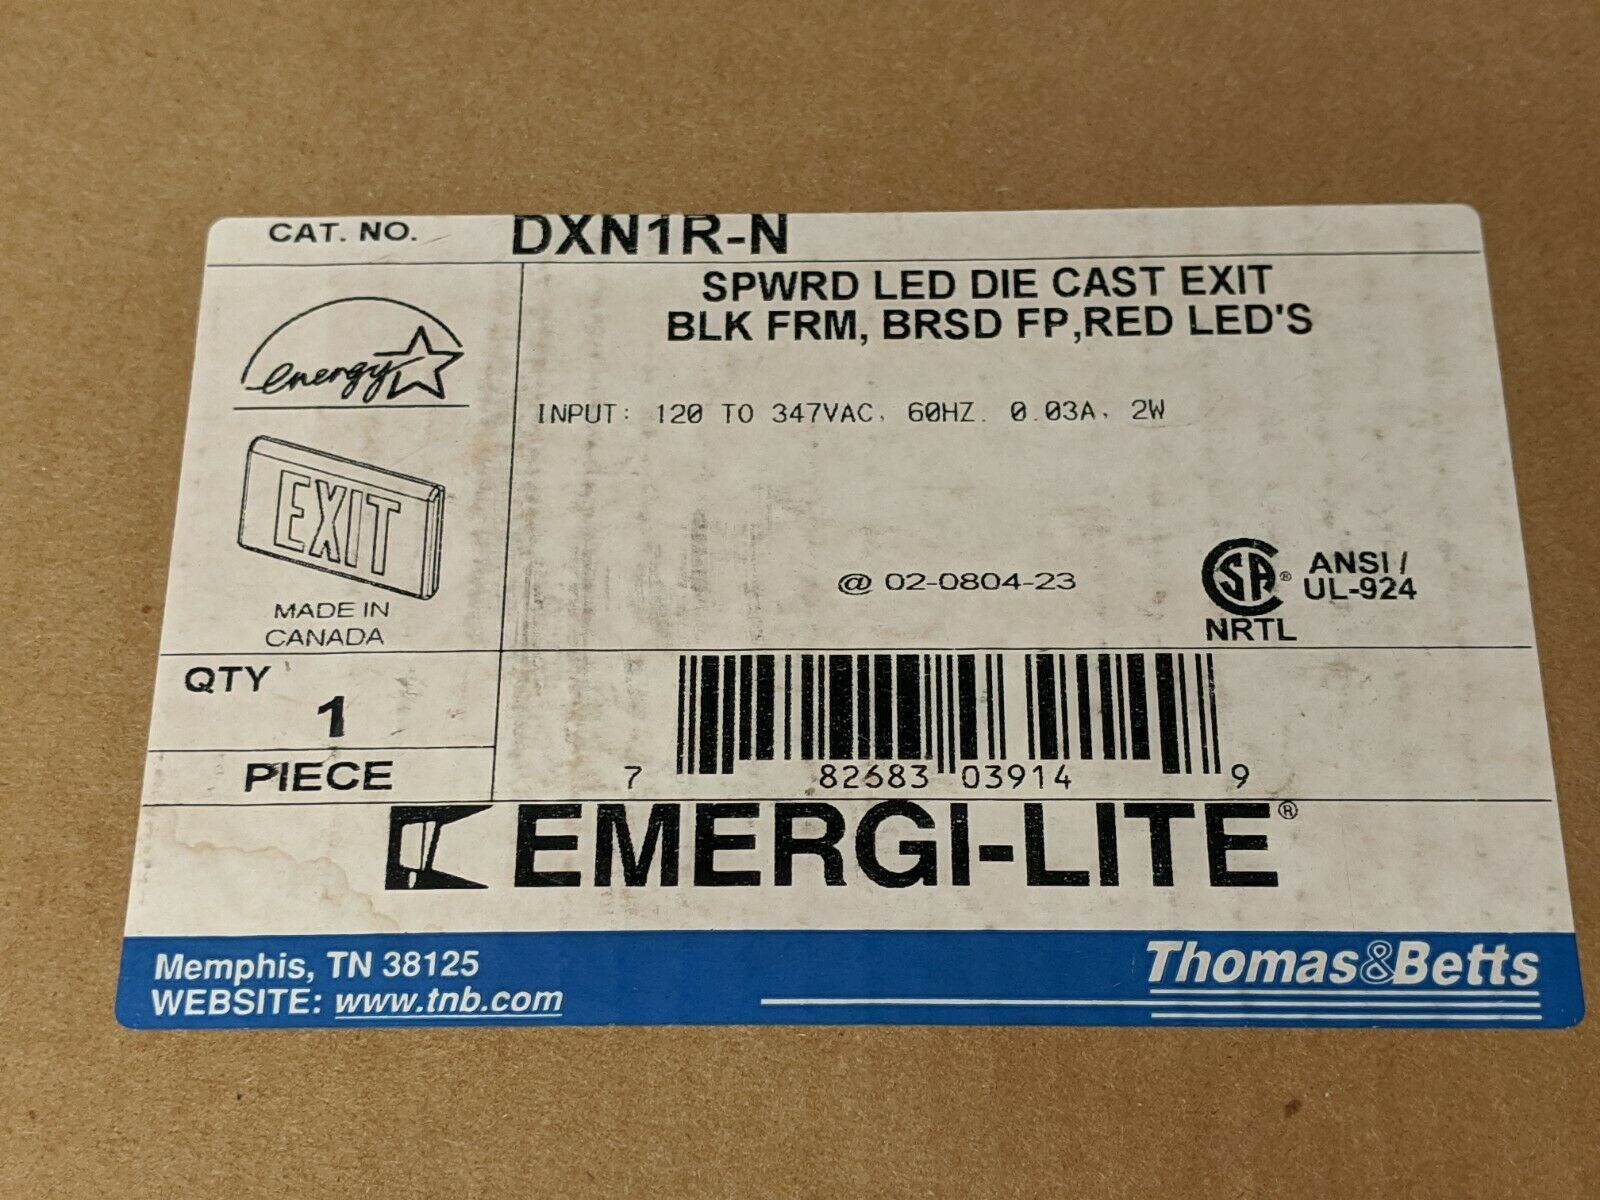 CAT. NO. DXN1R-N
SPWRD LED DIE CAST EXIT
BLK FRM, BRSD FP,RED LED'S
energy
INPUT: 120 TO 347VAC, 60HZ. 0.03A, 2W
EXIT
MADE IN
CANADA
@ 02-0804-23
CSA® ANSI /
UL-924
NRTL
QTY
1
PIECE
7 82683 03914 9
EMERGI-LITE®
Memphis, TN 38125
WEBSITE: www.tnb.com
Thomas&Betts